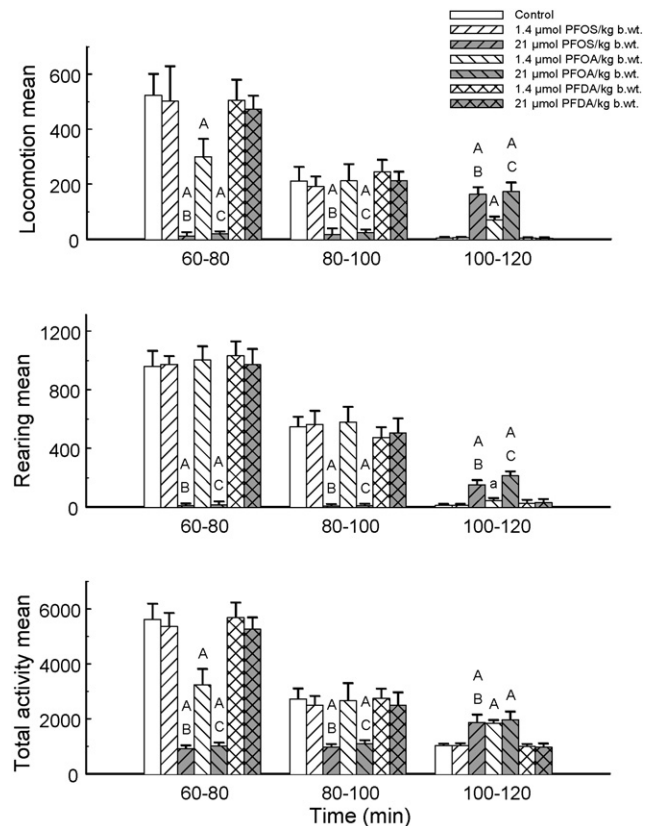 Control
1.4 µmol PFOS/kg b.wt.
21 µmol PFOS/kg b.wt.
1.4 µmol PFOA/kg b.wt.
21 µmol PFOA/kg b.wt.
1.4 µmol PFDA/kg b.wt.
21 µmol PFDA/kg b.wt.
Locomotion mean
600
400
200
0
A
A A A A A
B C B C A B C
60-80 80-100 100-120
Rearing mean
1200
800
400
0
A A A A A A
B C B C B a C
60-80 80-100 100-120
Total activity mean
6000
4000
2000
0
A
A A A A A A A
B C B C B
60-80 80-100 100-120
Time (min)